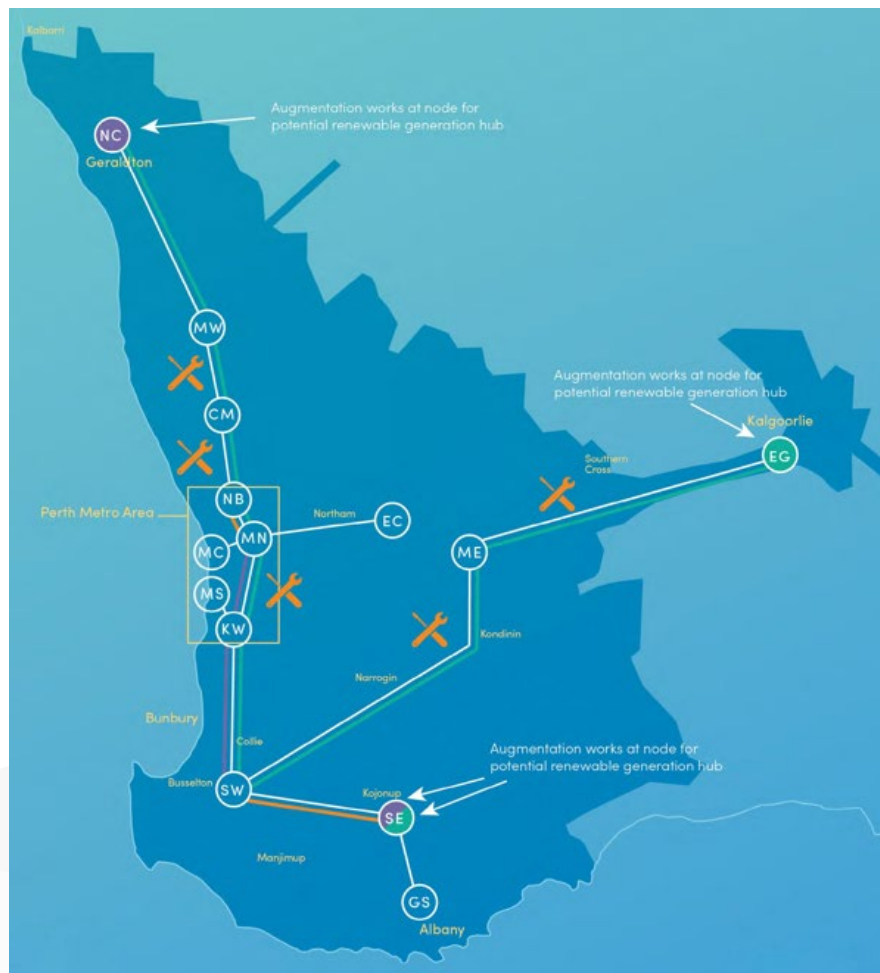 Kalbarri
Augmentation works at node for
potential renewable generation hub
NC
Geraldton
MW
Augmentation works at node for
potential renewable generation hub
CM
Kalgoorlie
EG
Southern
Cross
NB
Perth Metro Area
Northam
EC
MN
MC
ME
MS
KW
Kondinin
Narrogin
Bunbury
Collie
Augmentation works at node for
potential renewable generation hub
Busselton
SW
Kojonup
SE
Manjimup
GS
Albany